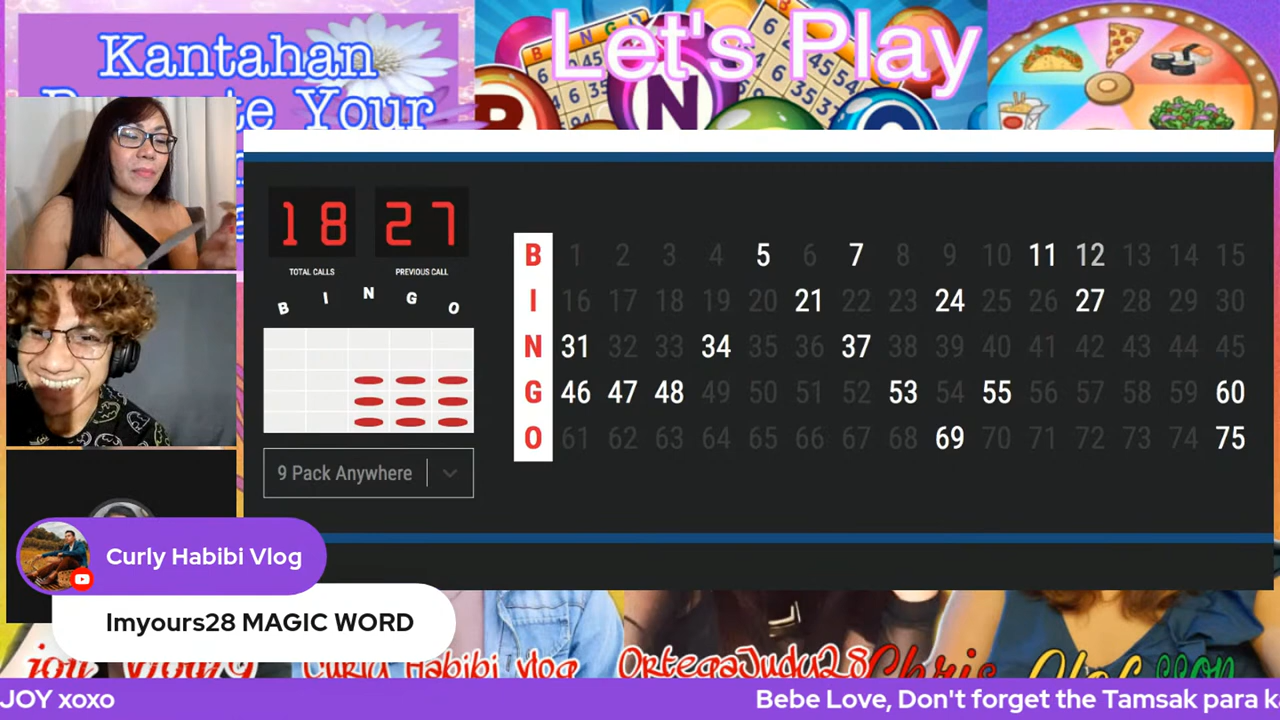 Kantahan
Let's Play
B I N G O
N
18 27
TOTAL CALLS PREVIOUS CALL
B I N G O
9 Pack Anywhere
B 1 2 3 4 5 6 7 8 9 10 11 12 13 14 15
I 16 17 18 19 20 21 22 23 24 25 26 27 28 29 30
N 31 32 33 34 35 36 37 38 39 40 41 42 43 44 45
G 46 47 48 49 50 51 52 53 54 55 56 57 58 59 60
O 61 62 63 64 65 66 67 68 69 70 71 72 73 74 75
Curly Habibi Vlog
Imyours28 MAGIC WORD
Curly Habibi Vlog OrtegaJudy28
JOY xoxo Bebe Love, Don't forget the Tamsak para k